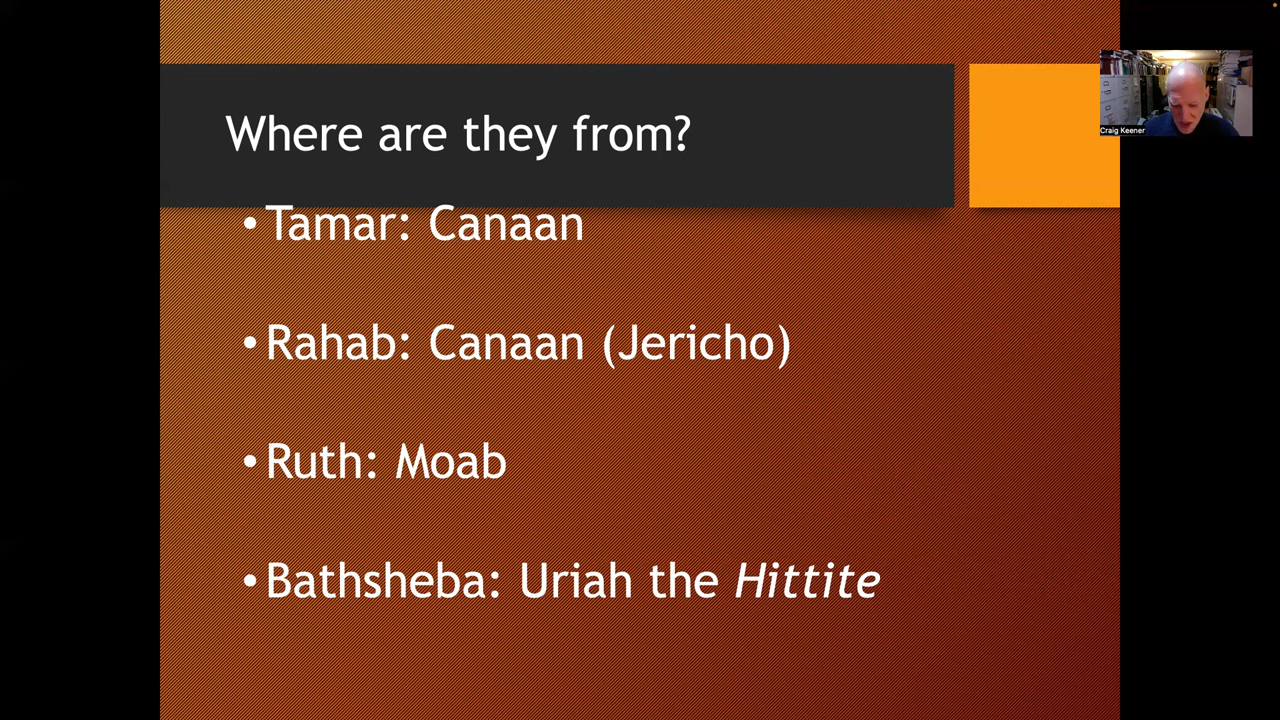 Where are they from?
Craig Keener
•Tamar: Canaan
•Rahab: Canaan (Jericho)
•Ruth: Moab
•Bathsheba: Uriah the Hittite